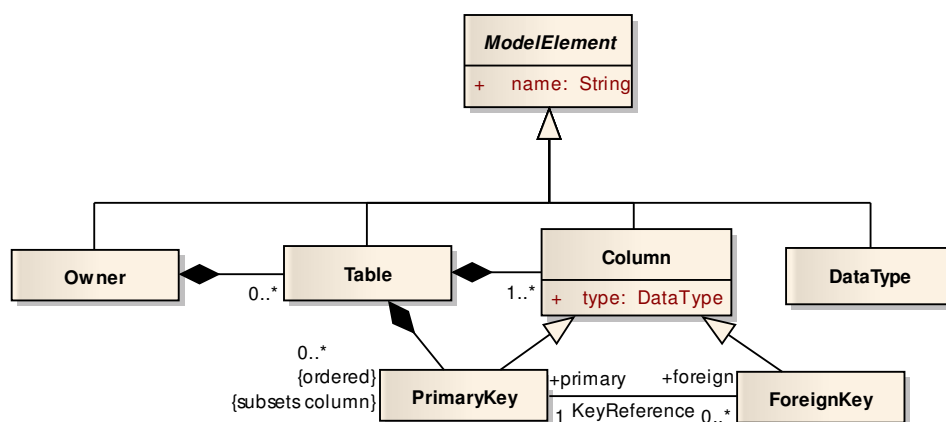 ModelElement
+ name: String
Owner
0..*
Table
1..*
Column
+ type: DataType
DataType
0..*
{ordered}
{subsets column}
PrimaryKey
+primary
+foreign
1
KeyReference
0..*
ForeignKey